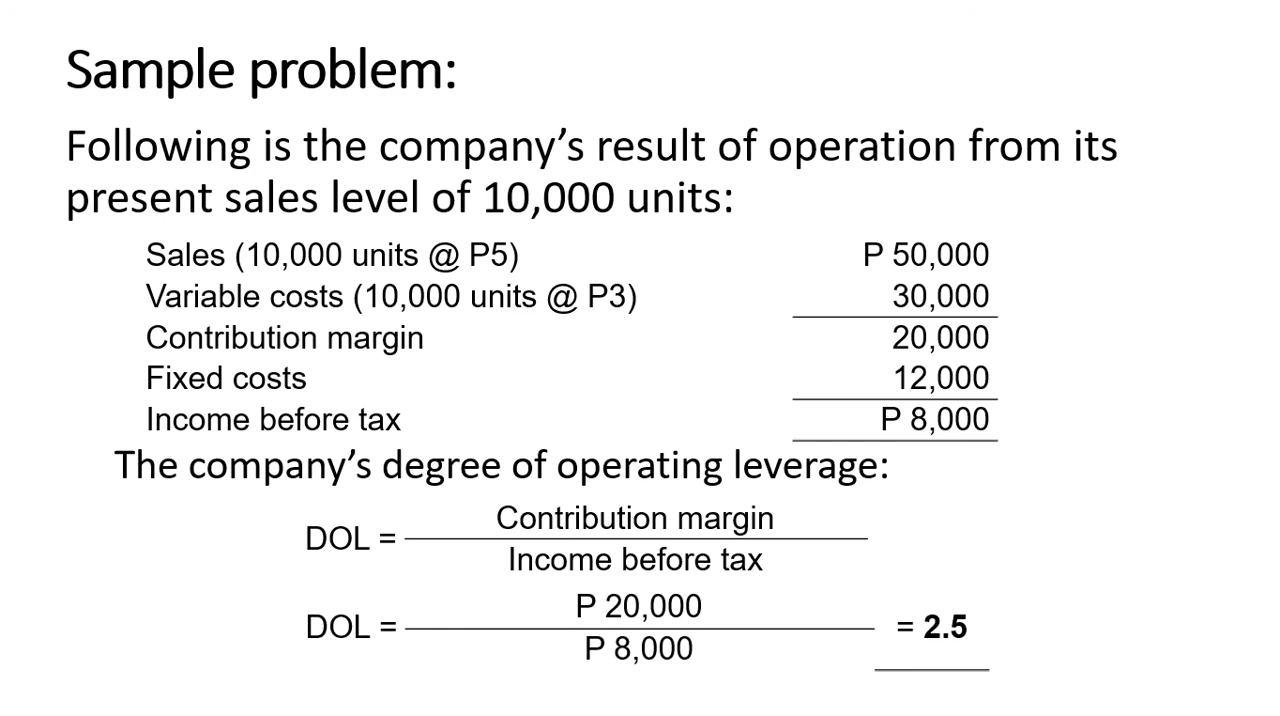 Sample problem:
Following is the company’s result of operation from its
present sales level of 10,000 units:
Sales (10,000 units @ P5) P 50,000
Variable costs (10,000 units @ P3) 30,000
Contribution margin 20,000
Fixed costs 12,000
Income before tax P 8,000
The company’s degree of operating leverage:
Contribution margin
DOL =
Income before tax
P 20,000
DOL = = 2.5
P 8,000